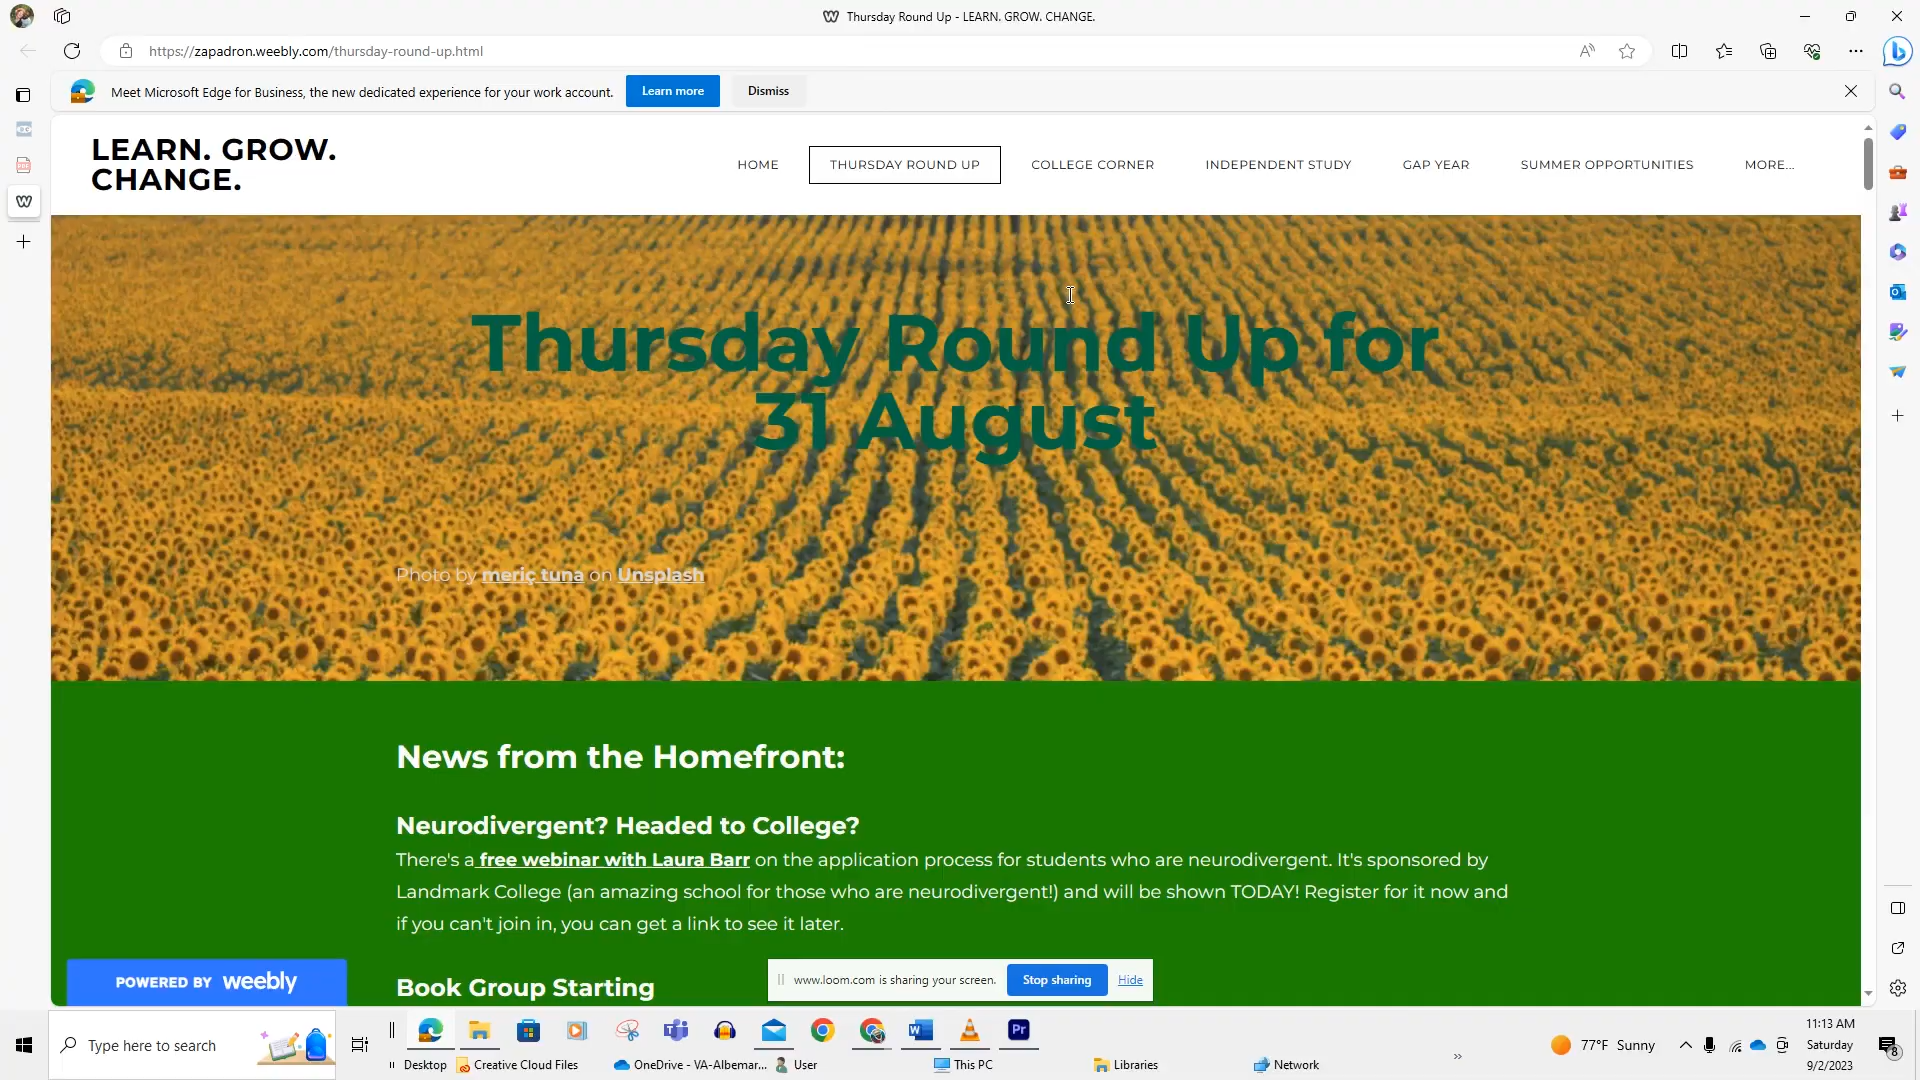 Thursday Round Up - LEARN. GROW. CHANGE.
https://zapadron.weebly.com/thursday-round-up.html
Meet Microsoft Edge for Business, the new dedicated experience for your work account.
Learn more
Dismiss
LEARN. GROW.
CHANGE.
HOME
THURSDAY ROUND UP
COLLEGE CORNER
INDEPENDENT STUDY
GAP YEAR
SUMMER OPPORTUNITIES
MORE...
Thursday Round Up for
31 August
Photo by meriç tuna on Unsplash
News from the Homefront:
Neurodivergent? Headed to College?
There's a free webinar with Laura Barr on the application process for students who are neurodivergent. It's sponsored by
Landmark College (an amazing school for those who are neurodivergent!) and will be shown TODAY! Register for it now and
if you can't join in, you can get a link to see it later.
Book Group Starting
POWERED BY weebly
www.loom.com is sharing your screen.
Stop sharing
Hide
Type here to search
Desktop
Creative Cloud Files
OneDrive - VA-Albemar...
User
This PC
Libraries
Network
77°F Sunny
11:13 AM
Saturday
9/2/2023
8